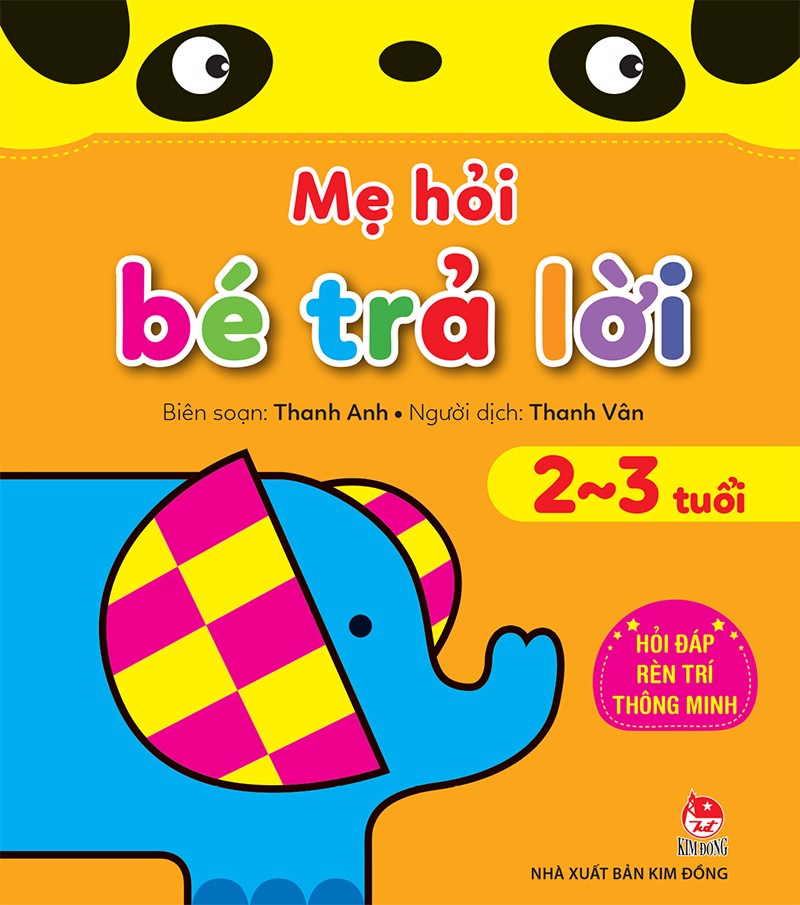 Mẹ hỏi
bé trả lời
Biên soạn: Thanh Anh • Người dịch: Thanh Vân
2~3 tuổi
HỎI ĐÁP
RÈN TRÍ
THÔNG MINH
kđ
KIM ĐỒNG
NHÀ XUẤT BẢN KIM ĐỒNG